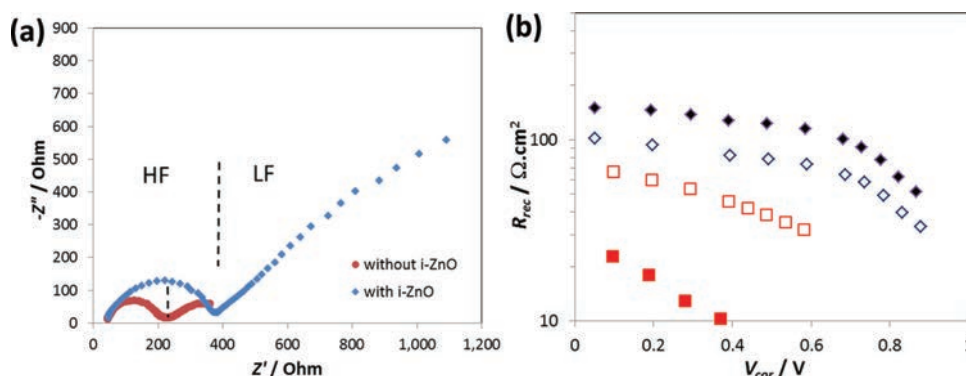 (a)
900
800
700
600
500
400
300
200
100
0
-Z″ / Ohm
HF
LF
without i-ZnO
with i-ZnO
0
200
400
600
800
1,000
1,200
Z′ / Ohm
(b)
100
10
R_rec / Ω.cm²
0
0.2
0.4
0.6
0.8
V_cor / V